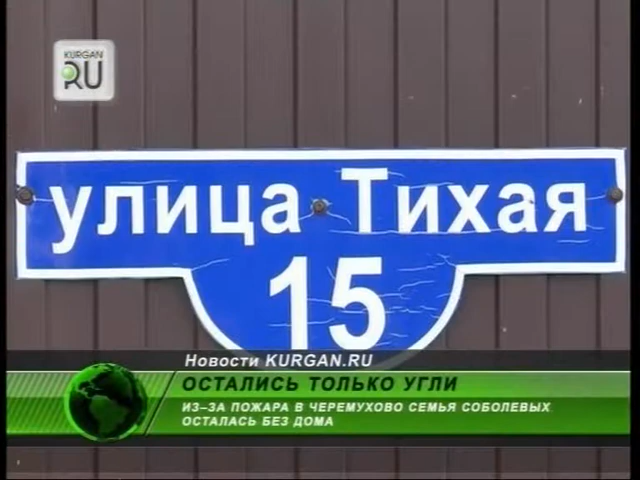 KURGAN
RU
улица Тихая
15
Новости KURGAN.RU
ОСТАЛИСЬ ТОЛЬКО УГЛИ
ИЗ-ЗА ПОЖАРА В ЧЕРЕМУХОВО СЕМЬЯ СОБОЛЕВЫХ
ОСТАЛАСЬ БЕЗ ДОМА